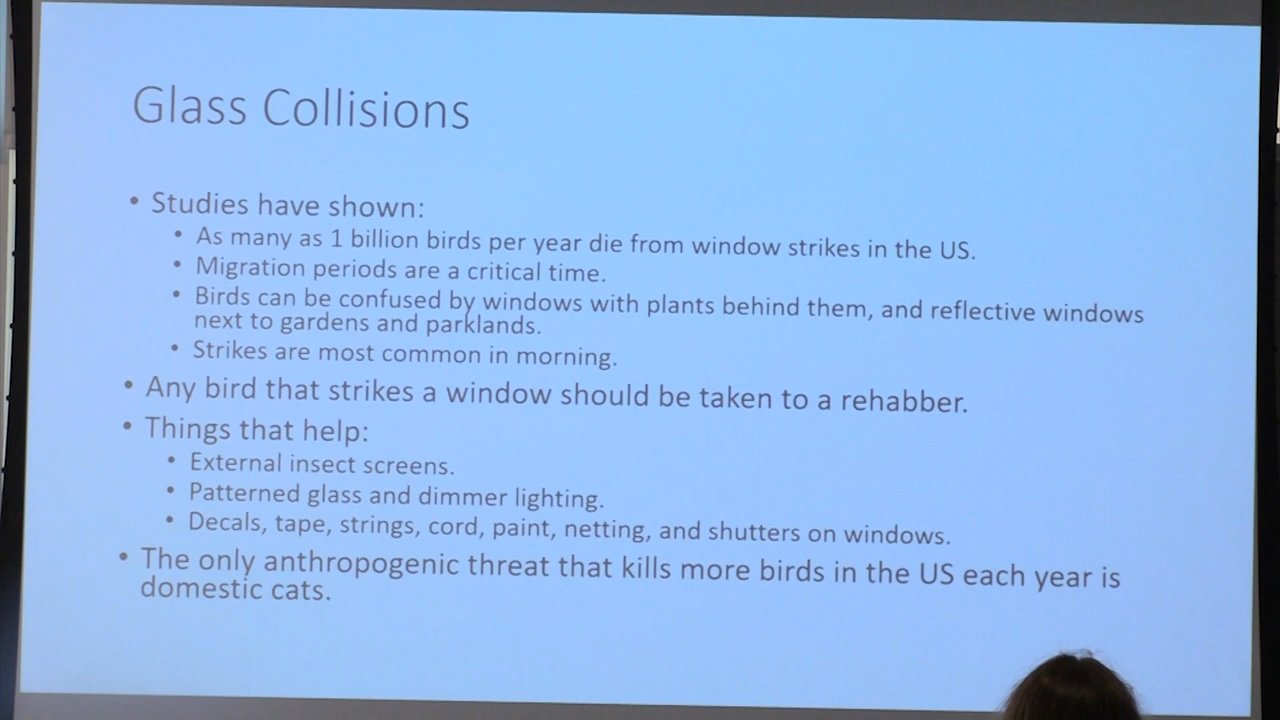 Glass Collisions
• Studies have shown:
• As many as 1 billion birds per year die from window strikes in the US.
• Migration periods are a critical time.
• Birds can be confused by windows with plants behind them, and reflective windows
next to gardens and parklands.
• Strikes are most common in morning.
• Any bird that strikes a window should be taken to a rehabber.
• Things that help:
• External insect screens.
• Patterned glass and dimmer lighting.
• Decals, tape, strings, cord, paint, netting, and shutters on windows.
• The only anthropogenic threat that kills more birds in the US each year is
domestic cats.